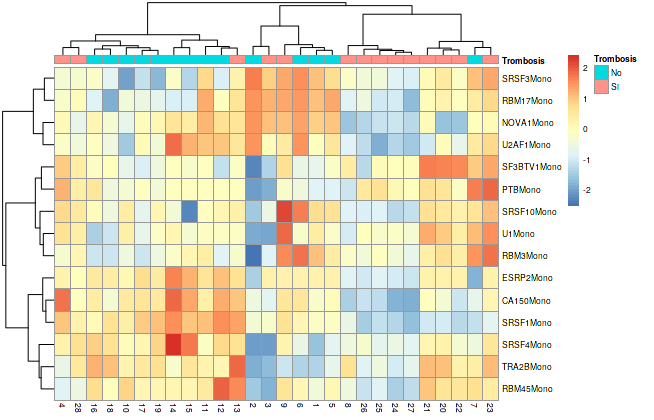 Trombosis
SRSF3Mono
RBM17Mono
NOVA1Mono
U2AF1Mono
SF3BTV1Mono
PTBMono
SRSF10Mono
U1Mono
RBM3Mono
ESRP2Mono
CA150Mono
SRSF1Mono
SRSF4Mono
TRA2BMono
RBM45Mono
4 28 16 18 10 17 19 14 15 11 12 13 2 3 9 6 1 5 8 26 25 24 27 21 20 22 7 23
2
1
0
-1
-2
Trombosis
No
SI